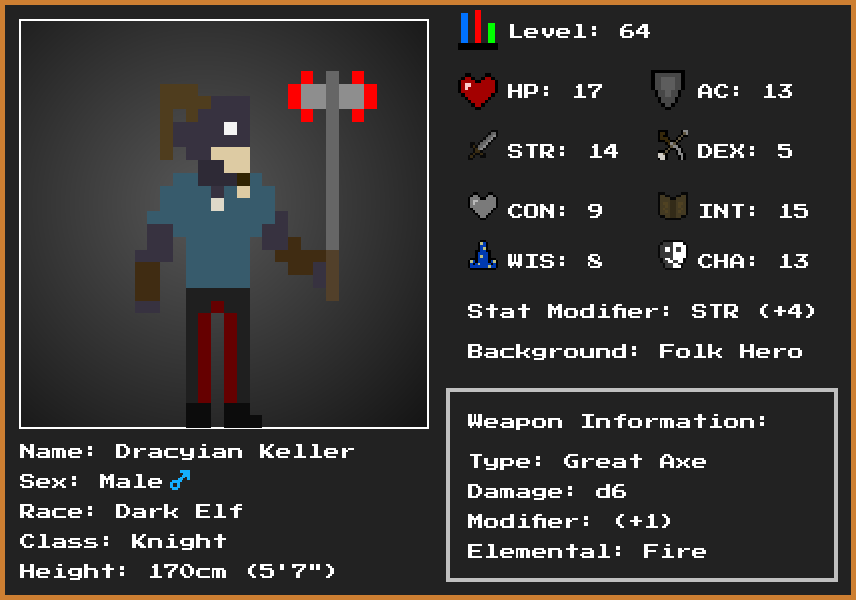 Level: 64
HP: 17 AC: 13
STR: 14 DEX: 5
CON: 9 INT: 15
WIS: 8 CHA: 13
Stat Modifier: STR (+4)
Background: Folk Hero
Weapon Information:
Type: Great Axe
Damage: d6
Modifier: (+1)
Elemental: Fire
Name: Dracyian Keller
Sex: Male ♂
Race: Dark Elf
Class: Knight
Height: 170cm (5'7")